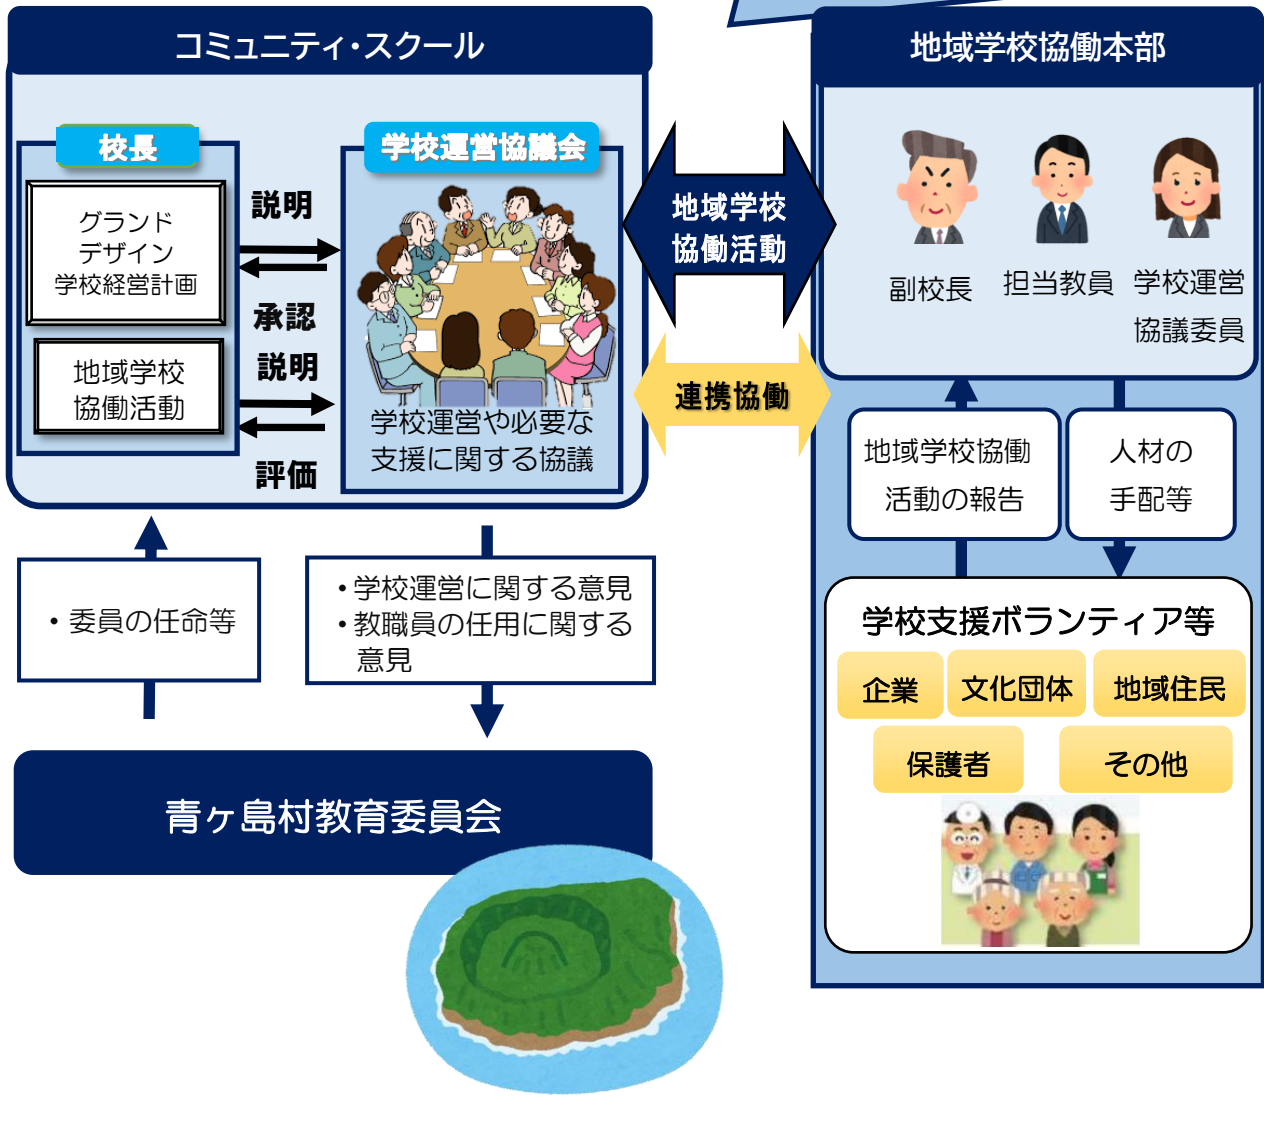 コミュニティ・スクール
校長
グランド
デザイン
学校経営計画
地域学校
協働活動
説明
承認
説明
評価
学校運営協議会
学校運営や必要な
支援に関する協議
地域学校
協働活動
連携協働
地域学校協働本部
副校長
担当教員
学校運営
協議委員
地域学校協働
活動の報告
人材の
手配等
学校支援ボランティア等
企業
文化団体
地域住民
保護者
その他
・委員の任命等
・学校運営に関する意見
・教職員の任用に関する
意見
青ヶ島村教育委員会